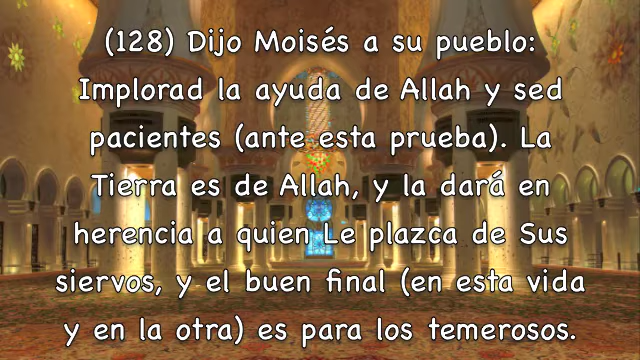 (128) Dijo Moisés a su pueblo:
Implorad la ayuda de Allah y sed
pacientes (ante esta prueba). La
Tierra es de Allah, y la dará en
herencia a quien Le plazca de Sus
siervos, y el buen final (en esta vida
y en la otra) es para los temerosos.